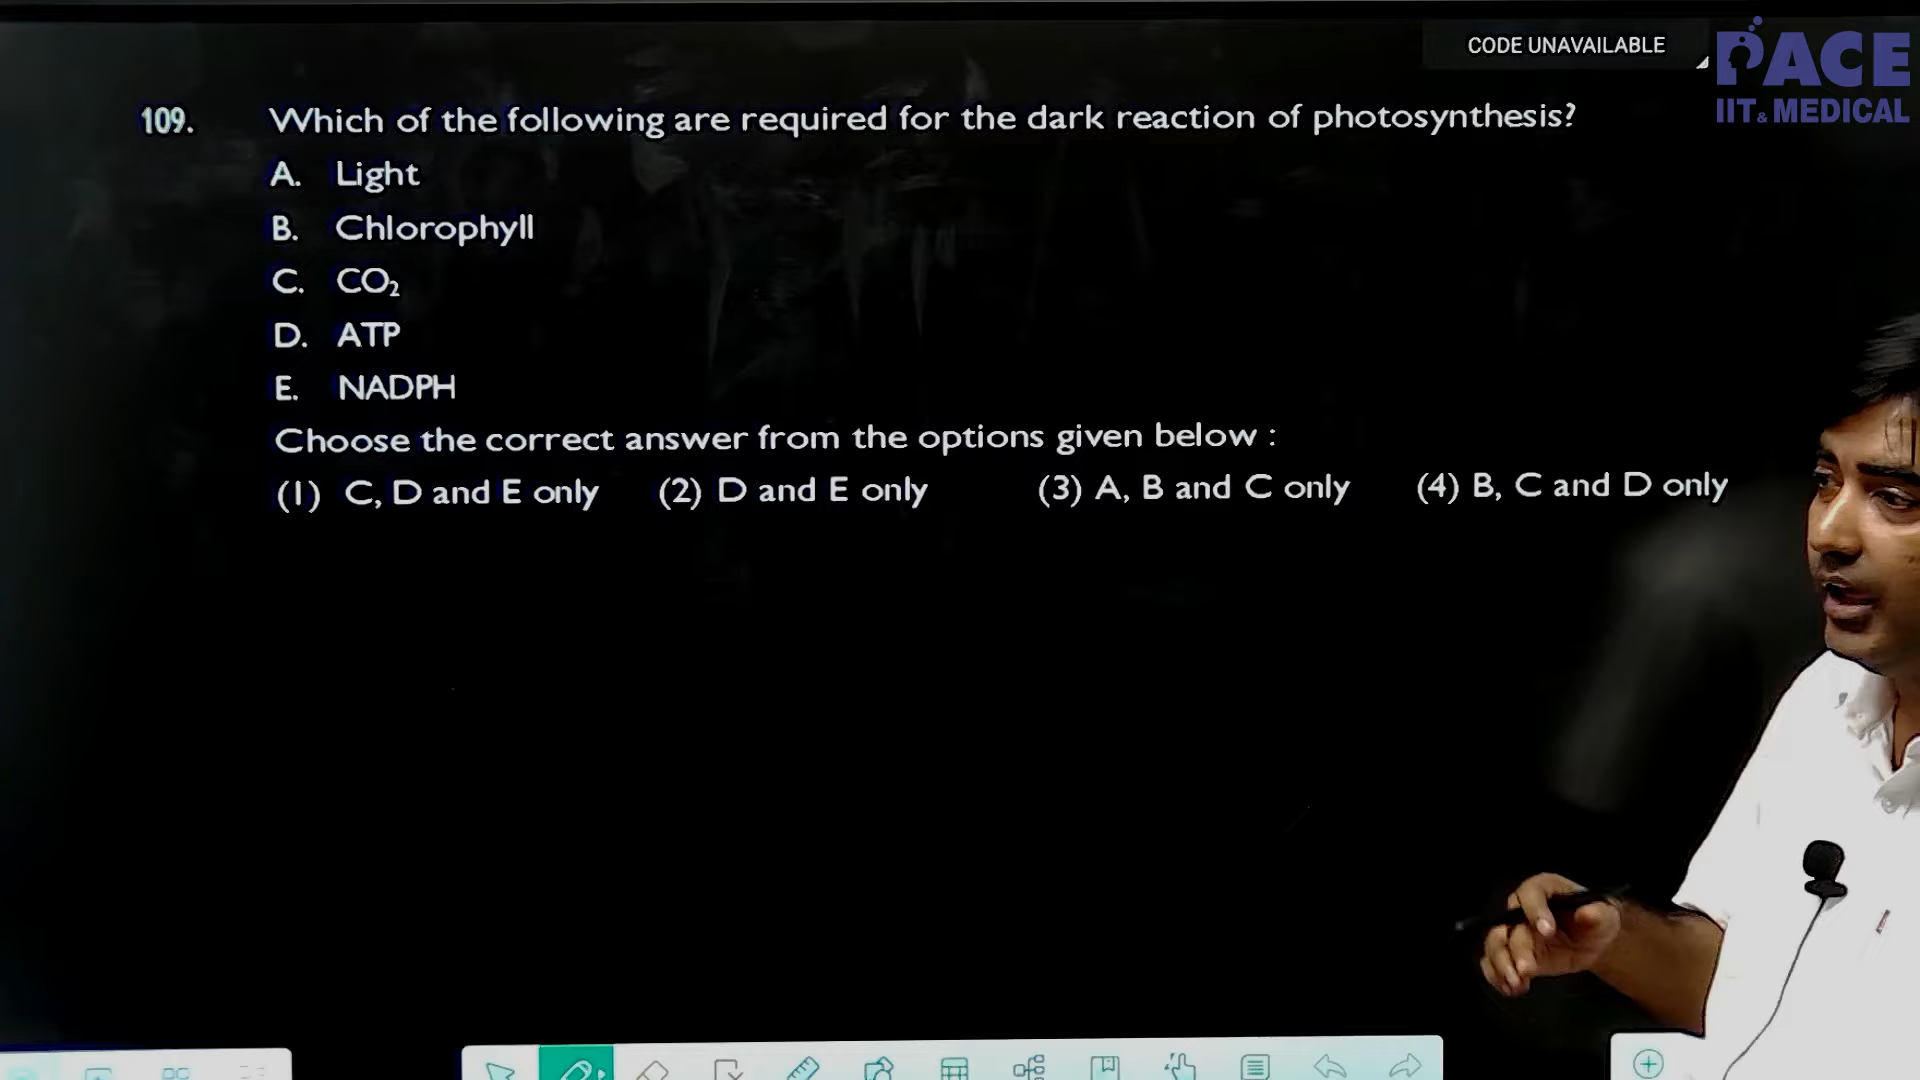 CODE UNAVAILABLE
PACE
IIT & MEDICAL
109. Which of the following are required for the dark reaction of photosynthesis?
A. Light
B. Chlorophyll
C. CO₂
D. ATP
E. NADPH
Choose the correct answer from the options given below :
(1) C, D and E only (2) D and E only (3) A, B and C only (4) B, C and D only